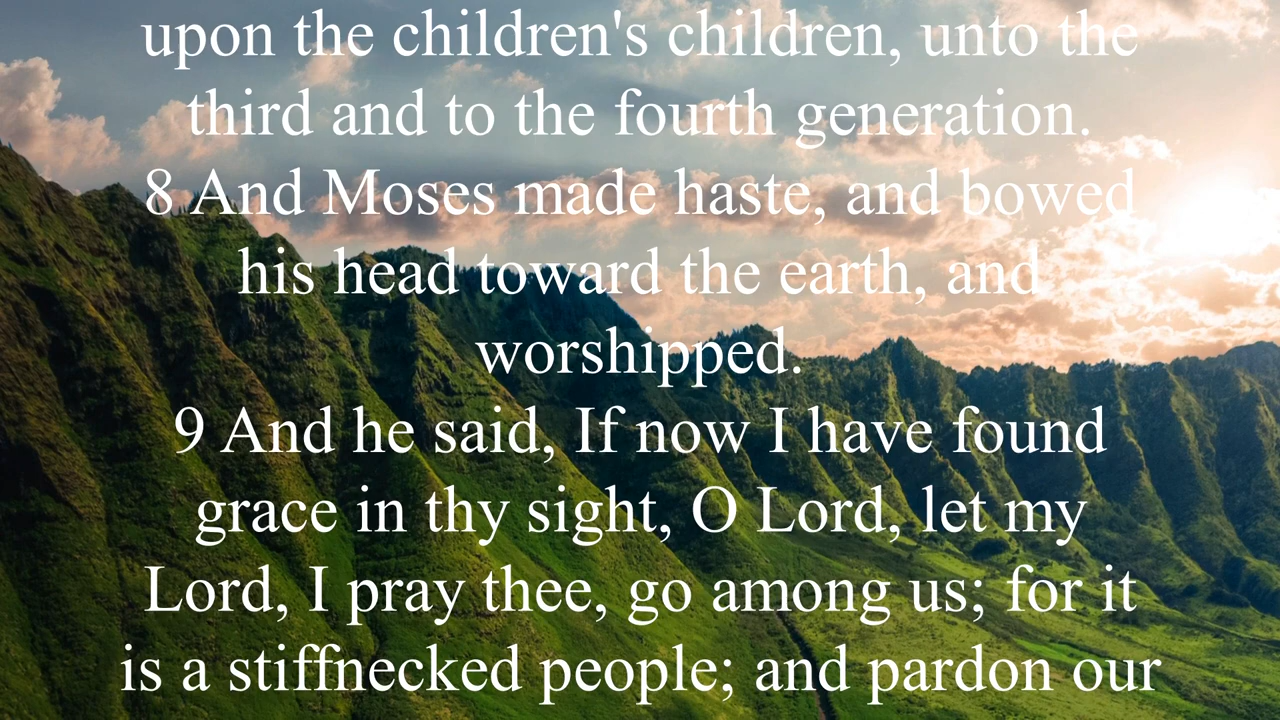 upon the children's children, unto the
third and to the fourth generation.
8 And Moses made haste, and bowed
his head toward the earth, and
worshipped.
9 And he said, If now I have found
grace in thy sight, O Lord, let my
Lord, I pray thee, go among us; for it
is a stiffnecked people; and pardon our